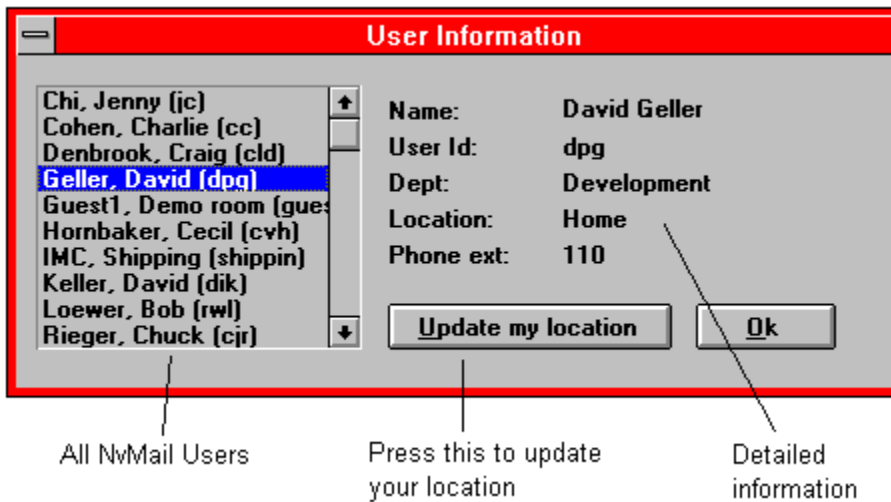 User Information
Chi, Jenny (jc)
Cohen, Charlie (cc)
Denbrook, Craig (cld)
Geller, David (dpg)
Guest1, Demo room (gues
Hornbaker, Cecil (cvh)
IMC, Shipping (shippin)
Keller, David (dik)
Loewer, Bob (rwl)
Rieger, Chuck (cjr)
Name: David Geller
User Id: dpg
Dept: Development
Location: Home
Phone ext: 110
Update my location
Ok
All NvMail Users
Press this to update
your location
Detailed
information